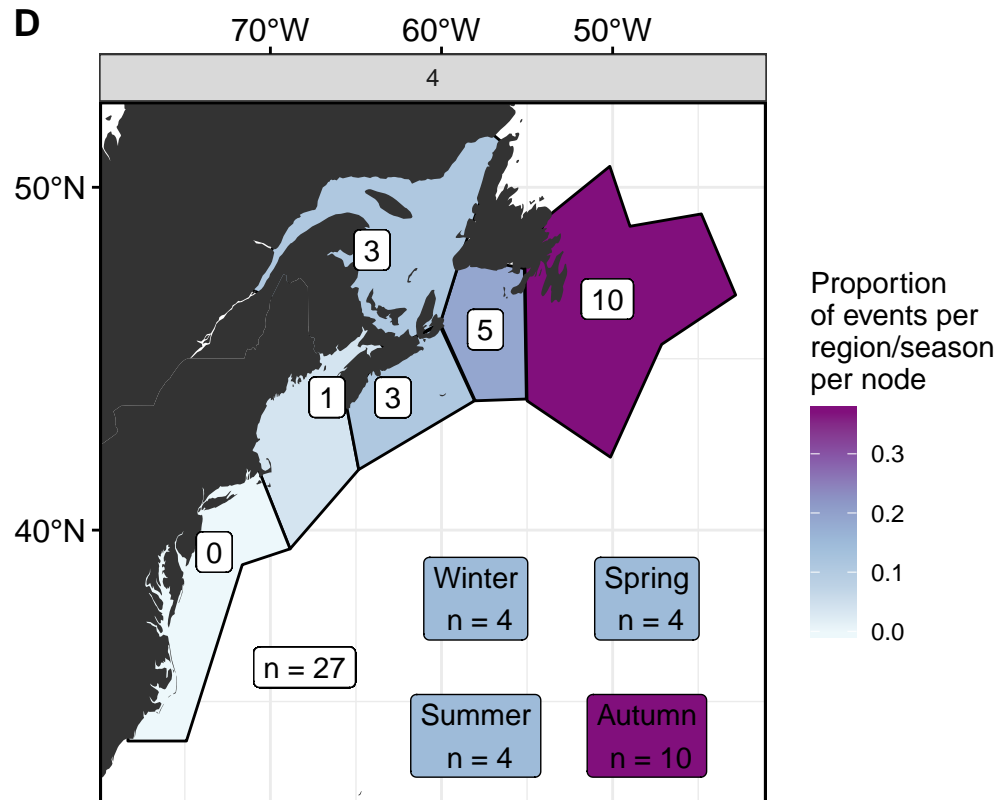 D
70°W 60°W 50°W
4
50°N
40°N
3
10
5
1
3
0
n = 27
Winter
n = 4
Spring
n = 4
Summer
n = 4
Autumn
n = 10
Proportion
of events per
region/season
per node
0.3
0.2
0.1
0.0